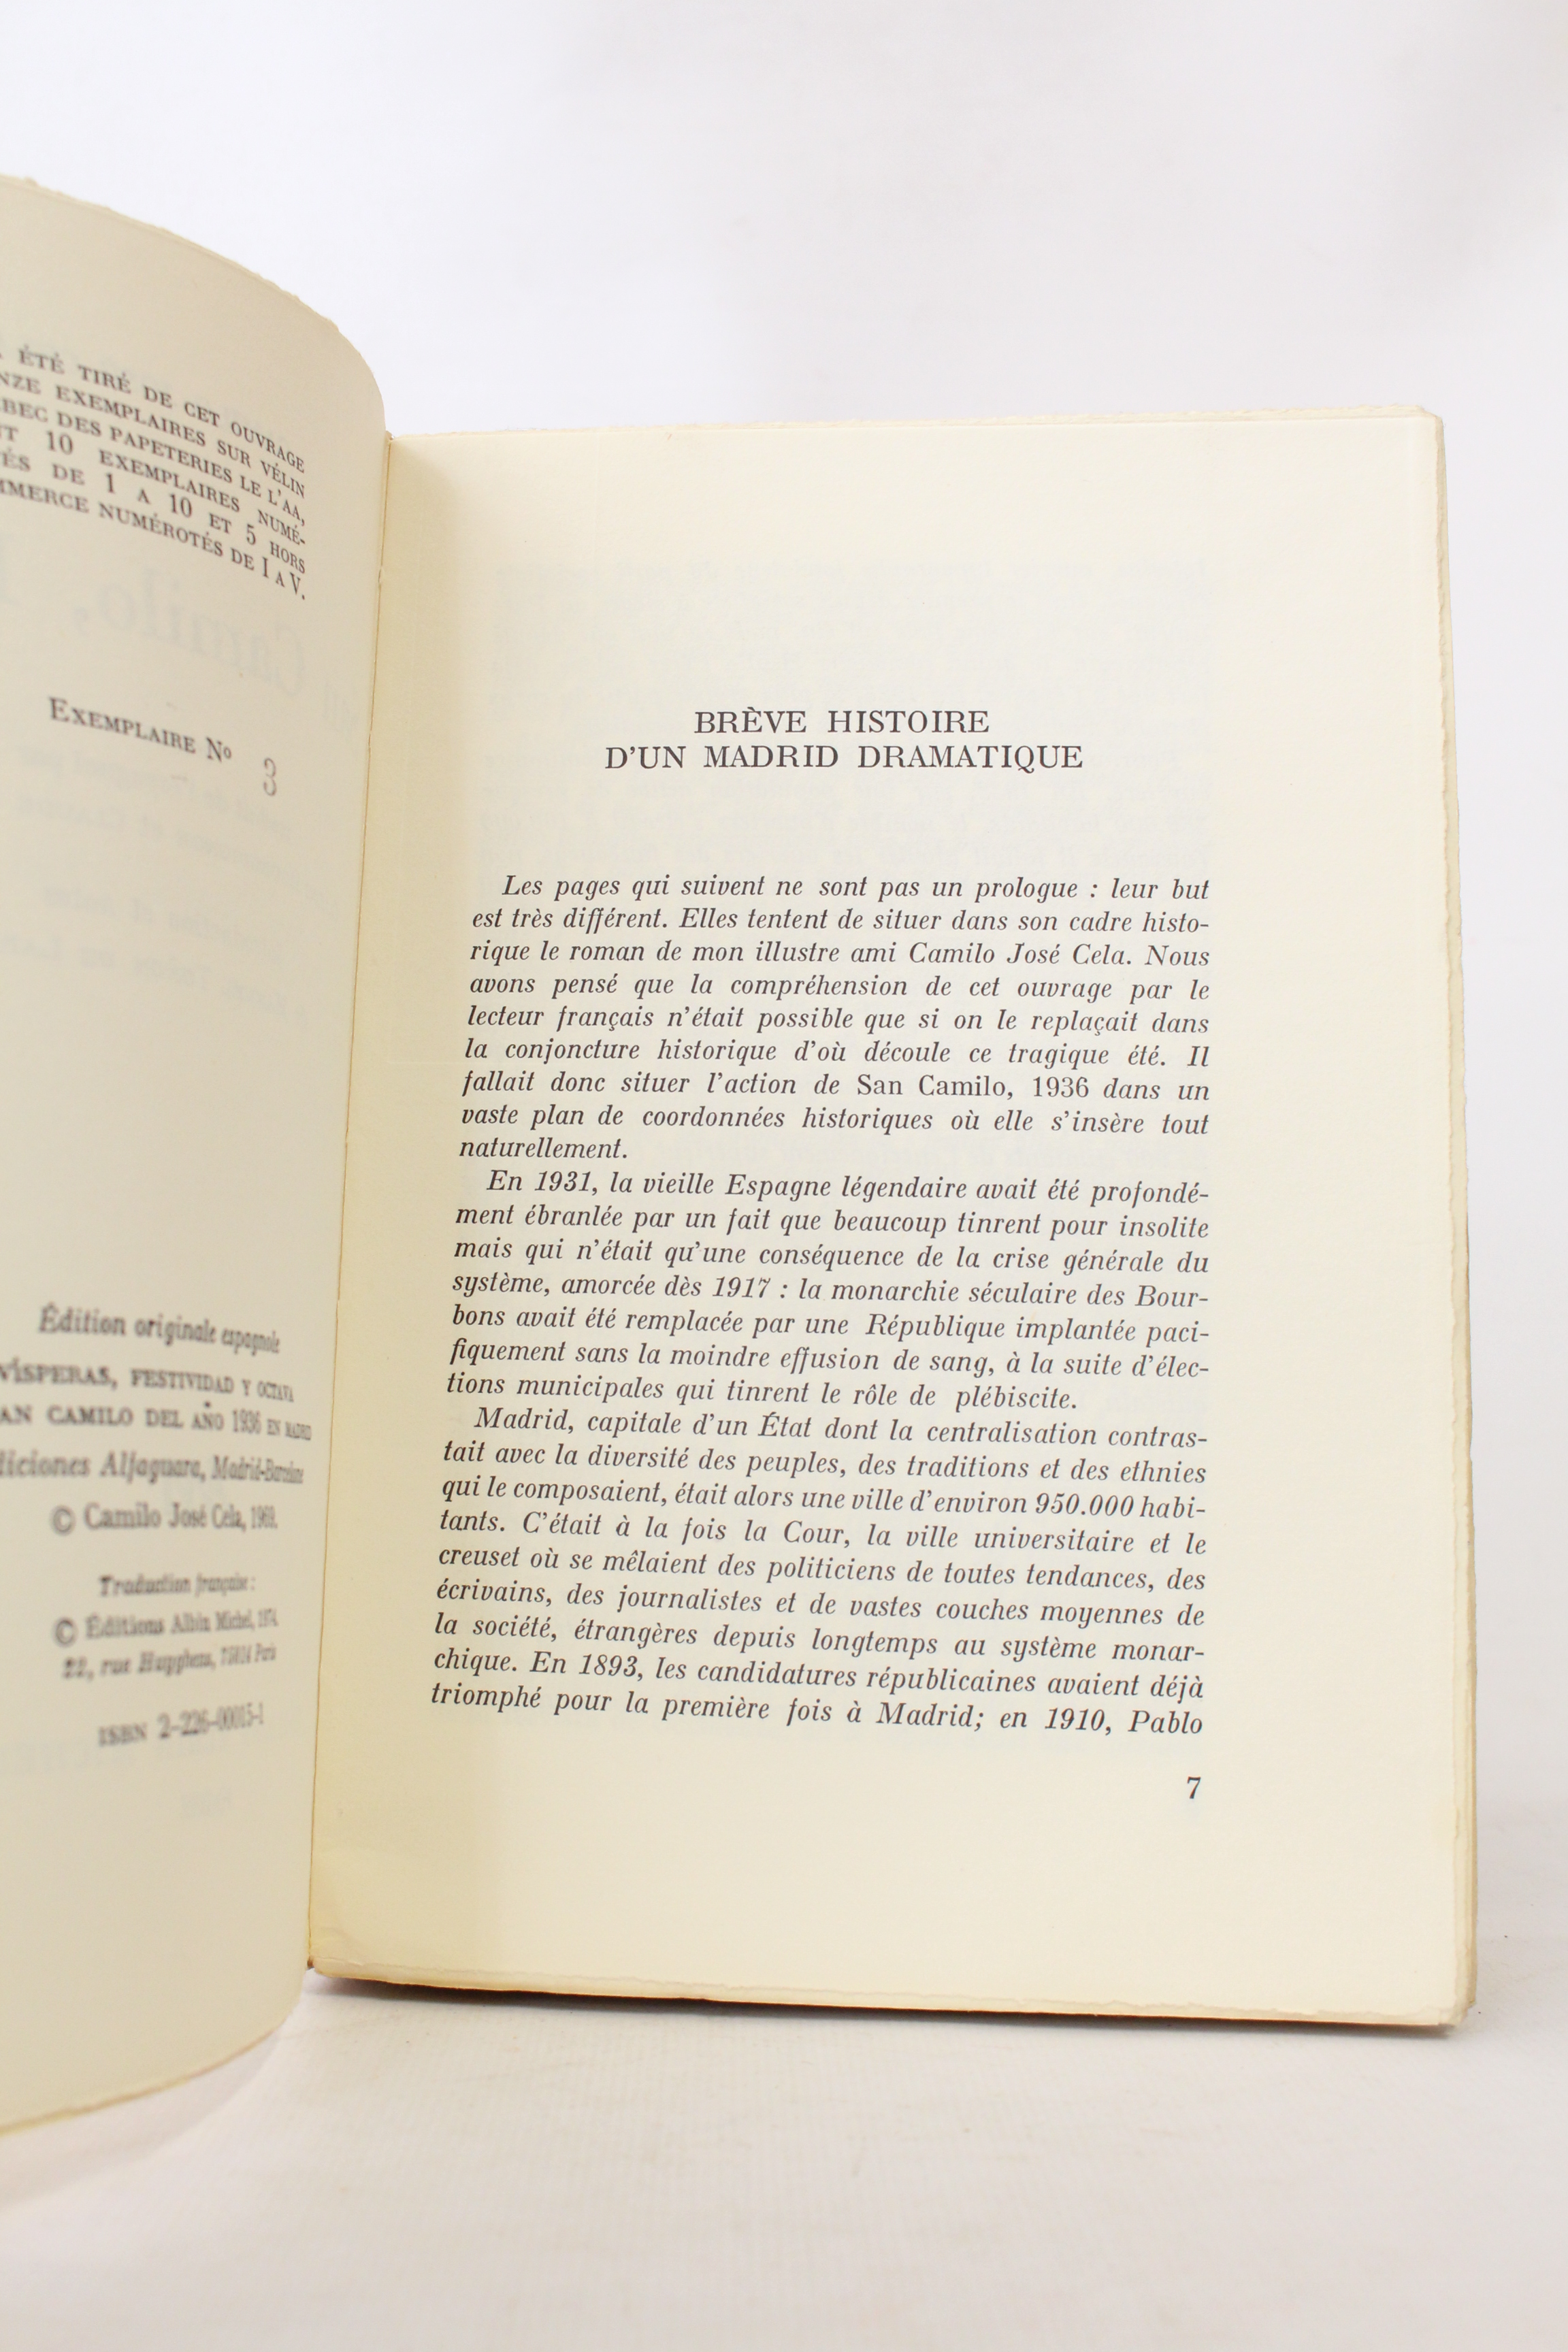 ÉTÉ TIRÉ DE CET OUVRAGE
EXEMPLAIRES SUR VÉLIN
DES PAPETERIES LE L'AA,
10 EXEMPLAIRES NUMÉ-
DE 1 A 10 ET 5 HORS
NUMÉROTÉS DE I A V.
EXEMPLAIRE No 3
Édition originale espagnole
VÍSPERAS, FESTIVIDAD Y OCTAVA
CAMILO DEL AÑO 1936 EN MADRID
Alfaguara, Madrid-Barcelone
© Camilo José Cela, 1969.
Traduction française :
© Éditions Albin Michel, 1974.
22, rue Huyghens, 75014 Paris
ISBN 2-226-00015-1
BRÈVE HISTOIRE
D'UN MADRID DRAMATIQUE
Les pages qui suivent ne sont pas un prologue : leur but
est très différent. Elles tentent de situer dans son cadre histo-
rique le roman de mon illustre ami Camilo José Cela. Nous
avons pensé que la compréhension de cet ouvrage par le
lecteur français n'était possible que si on le replaçait dans
la conjoncture historique d'où découle ce tragique été. Il
fallait donc situer l'action de San Camilo, 1936 dans un
vaste plan de coordonnées historiques où elle s'insère tout
naturellement.
En 1931, la vieille Espagne légendaire avait été profondé-
ment ébranlée par un fait que beaucoup tinrent pour insolite
mais qui n'était qu'une conséquence de la crise générale du
système, amorcée dès 1917 : la monarchie séculaire des Bour-
bons avait été remplacée par une République implantée paci-
fiquement sans la moindre effusion de sang, à la suite d'élec-
tions municipales qui tinrent le rôle de plébiscite.
Madrid, capitale d'un État dont la centralisation contras-
tait avec la diversité des peuples, des traditions et des ethnies
qui le composaient, était alors une ville d'environ 950.000 habi-
tants. C'était à la fois la Cour, la ville universitaire et le
creuset où se mêlaient des politiciens de toutes tendances, des
écrivains, des journalistes et de vastes couches moyennes de
la société, étrangères depuis longtemps au système monar-
chique. En 1893, les candidatures républicaines avaient déjà
triomphé pour la première fois à Madrid; en 1910, Pablo
7